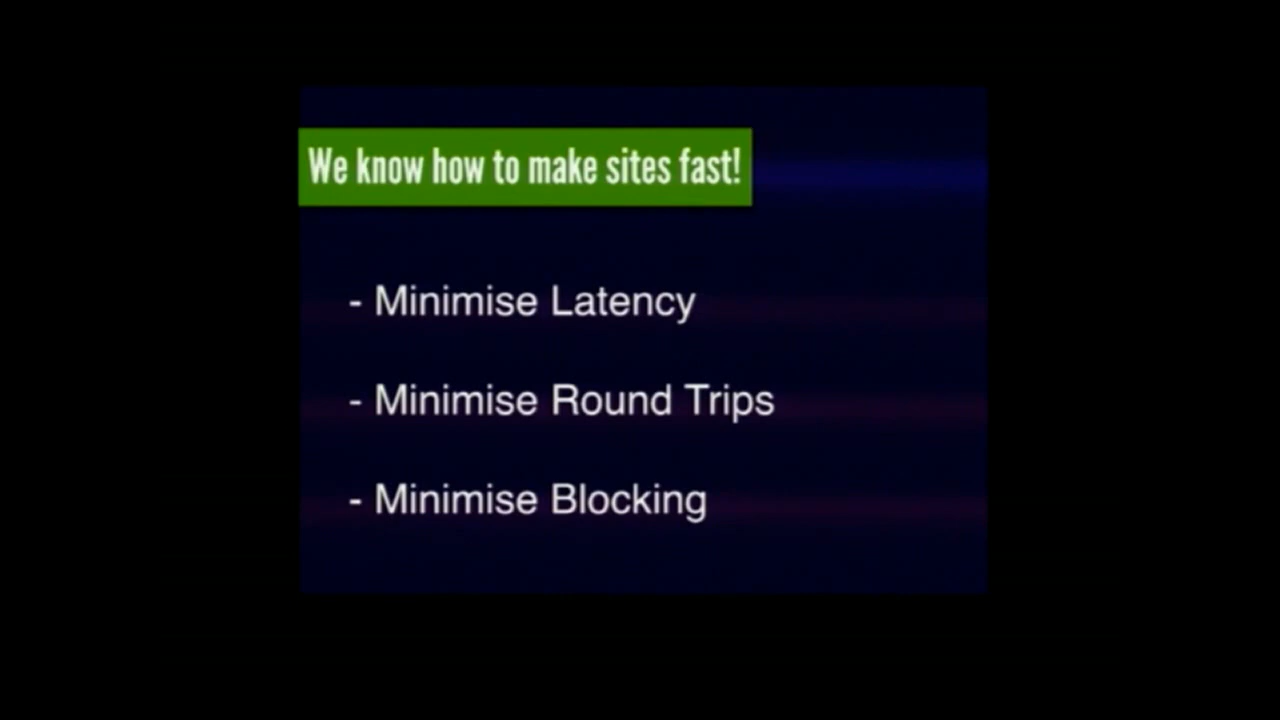 We know how to make sites fast!
- Minimise Latency
- Minimise Round Trips
- Minimise Blocking